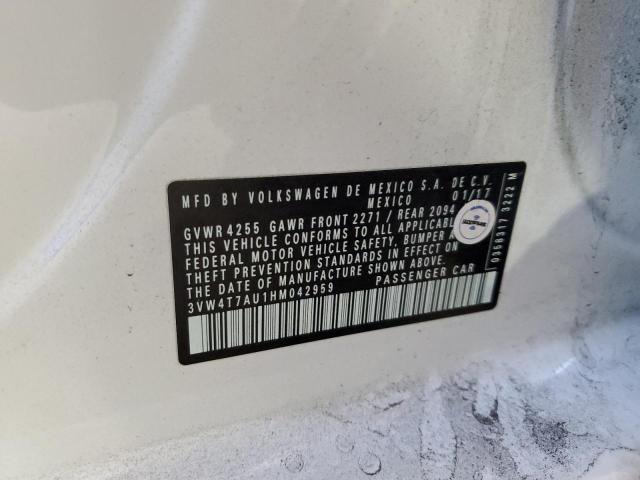 MFD BY VOLKSWAGEN DE MEXICO S.A. DE C.V.
MEXICO 01/17
GVWR 4255 GAWR FRONT 2271 / REAR 2094
THIS VEHICLE CONFORMS TO ALL APPLICABLE
FEDERAL MOTOR VEHICLE SAFETY, BUMPER A
THEFT PREVENTION STANDARDS IN EFFECT ON
THE DATE OF MANUFACTURE SHOWN ABOVE.
3VW4T7AU1HM042959 PASSENGER CAR
0358317 3222 M